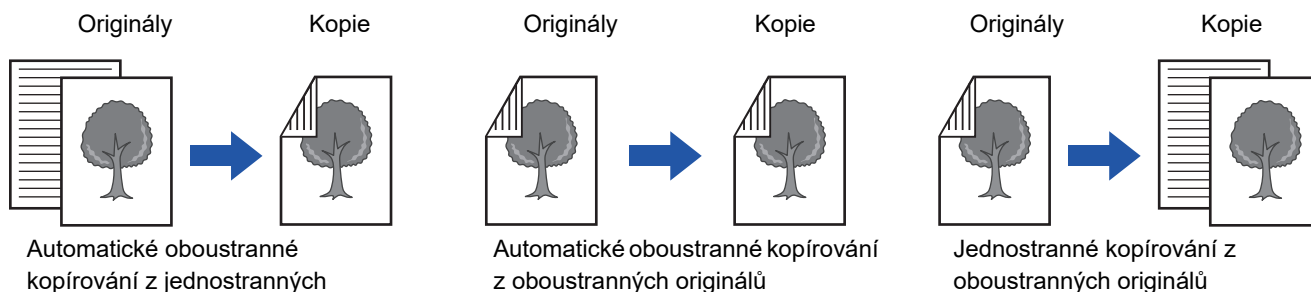 Originály Kopie
Automatické oboustranné
kopírování z jednostranných
Originály Kopie
Automatické oboustranné kopírování
z oboustranných originálů
Originály Kopie
Jednostranné kopírování z
oboustranných originálů